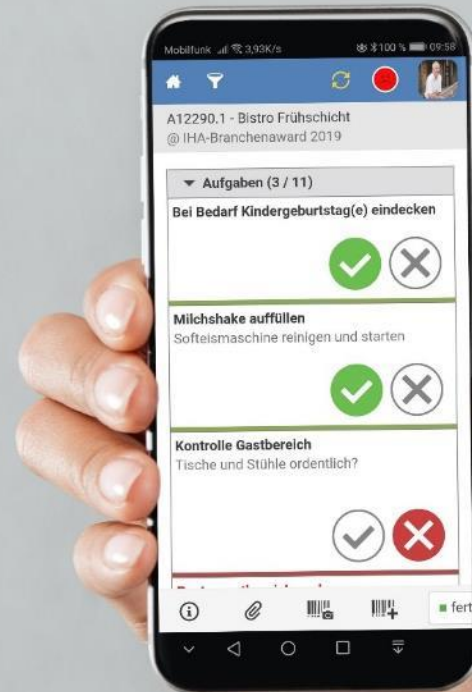 Mobilfunk 3,93K/s 100 % 09:58
A12290.1 - Bistro Frühschicht
@ IHA-Branchenaward 2019
Aufgaben (3 / 11)
Bei Bedarf Kindergeburtstag(e) eindecken
Milchshake auffüllen
Softeismaschine reinigen und starten
Kontrolle Gastbereich
Tische und Stühle ordentlich?
fert